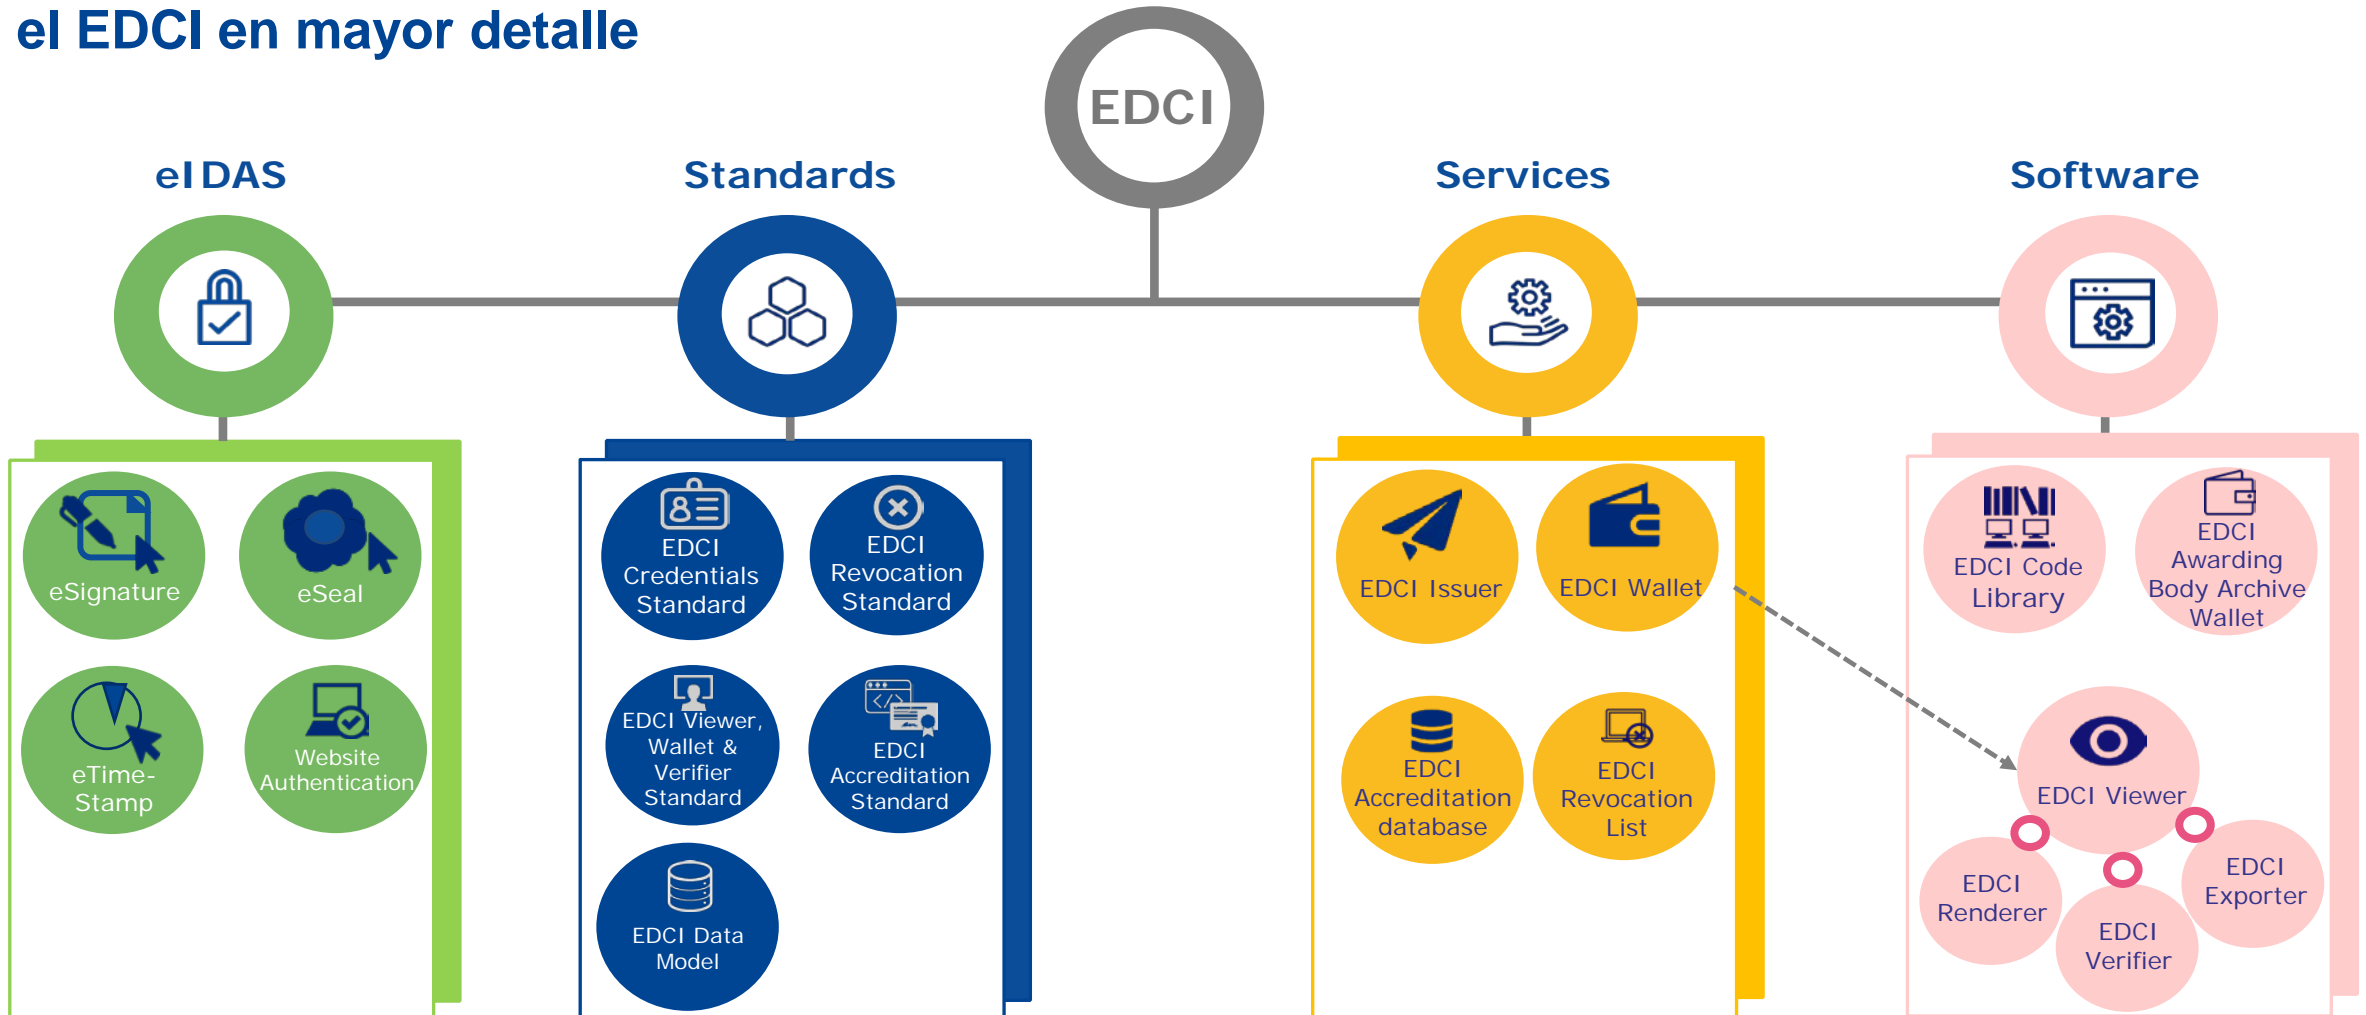 el EDCI en mayor detalle
EDCI
eIDAS
Standards
Services
Software
eSignature
eSeal
eTime-
Stamp
Website
Authentication
EDCI
Credentials
Standard
EDCI
Revocation
Standard
EDCI Viewer,
Wallet &
Verifier
Standard
EDCI
Accreditation
Standard
EDCI Data
Model
EDCI Issuer
EDCI Wallet
EDCI
Accreditation
database
EDCI
Revocation
List
EDCI Code
Library
EDCI
Awarding
Body Archive
Wallet
EDCI Viewer
EDCI
Renderer
EDCI
Verifier
EDCI
Exporter